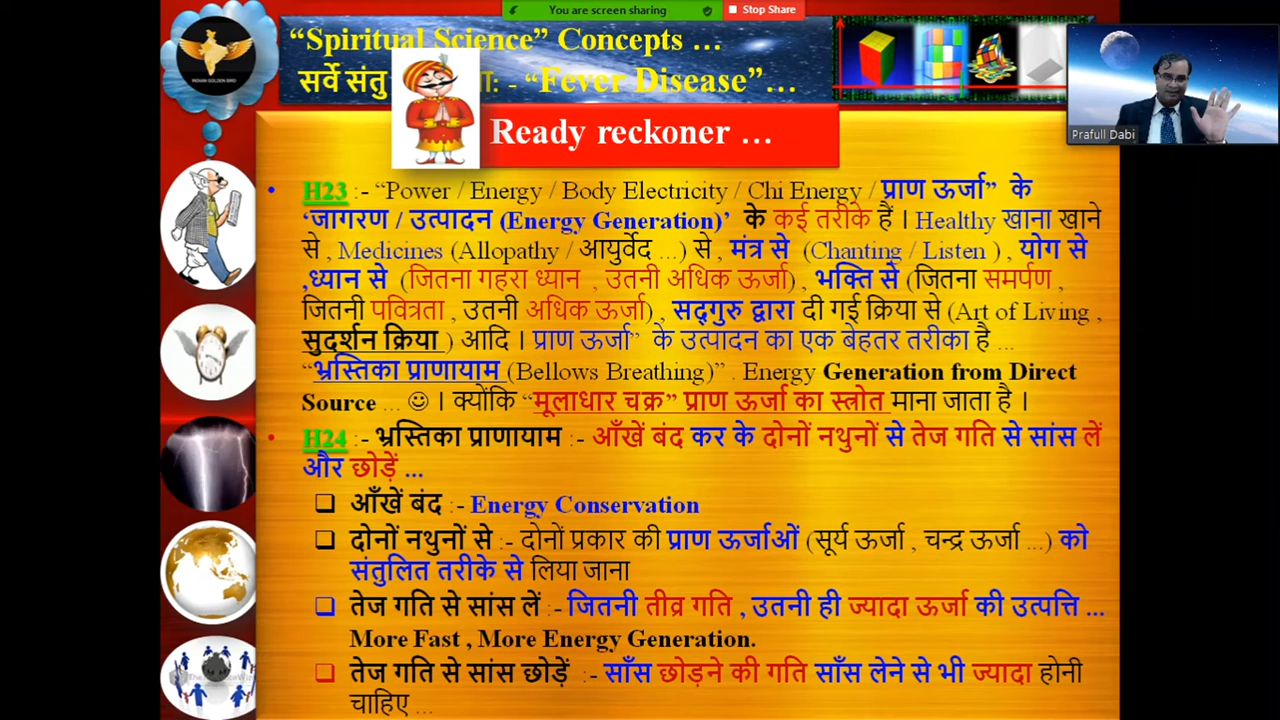 You are screen sharing
Stop Share
“Spiritual Science” Concepts …
सर्वे संतु ाः - “Fever Disease”…
INDIAN GOLDEN BIRD
Prafull Dabi
Ready reckoner …
• H23 :- “Power / Energy / Body Electricity / Chi Energy / प्राण ऊर्जा” के
‘जागरण / उत्पादन (Energy Generation)’ के कई तरीके हैं । Healthy खाना खाने
से , Medicines (Allopathy / आयुर्वेद ...) से , मंत्र से (Chanting / Listen ) , योग से
,ध्यान से (जितना गहरा ध्यान , उतनी अधिक ऊर्जा) , भक्ति से (जितना समर्पण ,
जितनी पवित्रता , उतनी अधिक ऊर्जा) , सद्गुरु द्वारा दी गई क्रिया से (Art of Living ,
सुदर्शन क्रिया ) आदि । प्राण ऊर्जा” के उत्पादन का एक बेहतर तरीका है ...
“भ्रस्तिका प्राणायाम (Bellows Breathing)” . Energy Generation from Direct
Source ... ☺ । क्योंकि “मूलाधार चक्र” प्राण ऊर्जा का स्त्रोत माना जाता है ।
• H24 :- भ्रस्तिका प्राणायाम :- आँखें बंद कर के दोनों नथुनों से तेज गति से सांस लें
और छोड़ें ...
❑ आँखें बंद :- Energy Conservation
❑ दोनों नथुनों से :- दोनों प्रकार की प्राण ऊर्जाओं (सूर्य ऊर्जा , चन्द्र ऊर्जा ...) को
संतुलित तरीके से लिया जाना
❑ तेज गति से सांस लें :- जितनी तीव्र गति , उतनी ही ज्यादा ऊर्जा की उत्पत्ति ...
More Fast , More Energy Generation.
❑ तेज गति से सांस छोड़ें :- साँस छोड़ने की गति साँस लेने से भी ज्यादा होनी
चाहिए ...